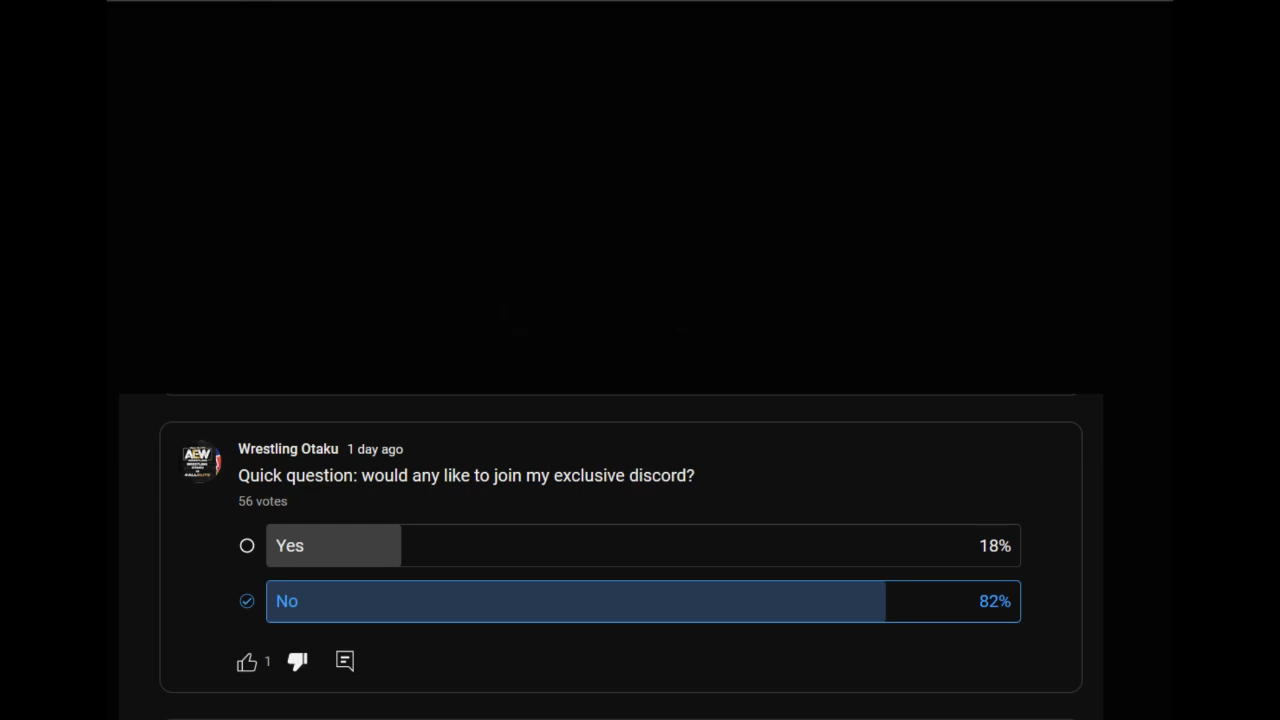 Wrestling Otaku 1 day ago
Quick question: would any like to join my exclusive discord?
56 votes
Yes 18%
No 82%
1
AEW